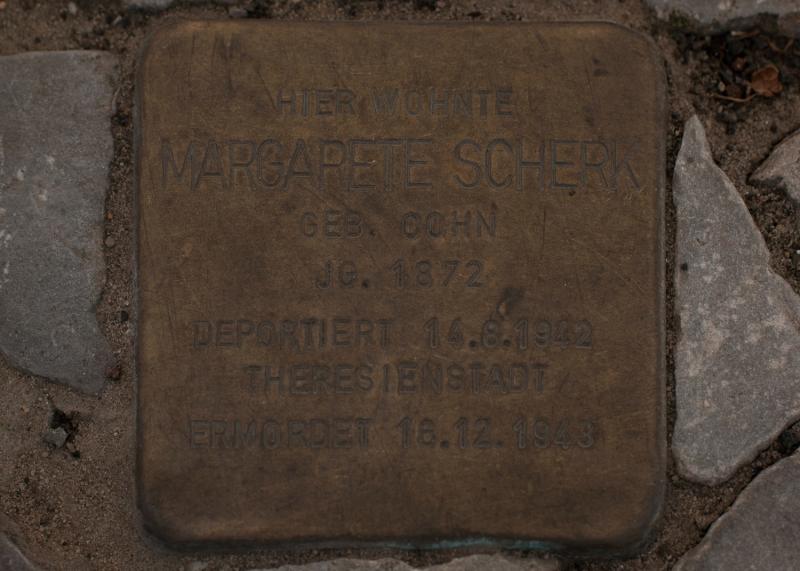 HIER WOHNTE
MARGARETE SCHERK
GEB. COHN
JG. 1872
DEPORTIERT 14.8.1942
THERESIENSTADT
ERMORDET 18.12.1943